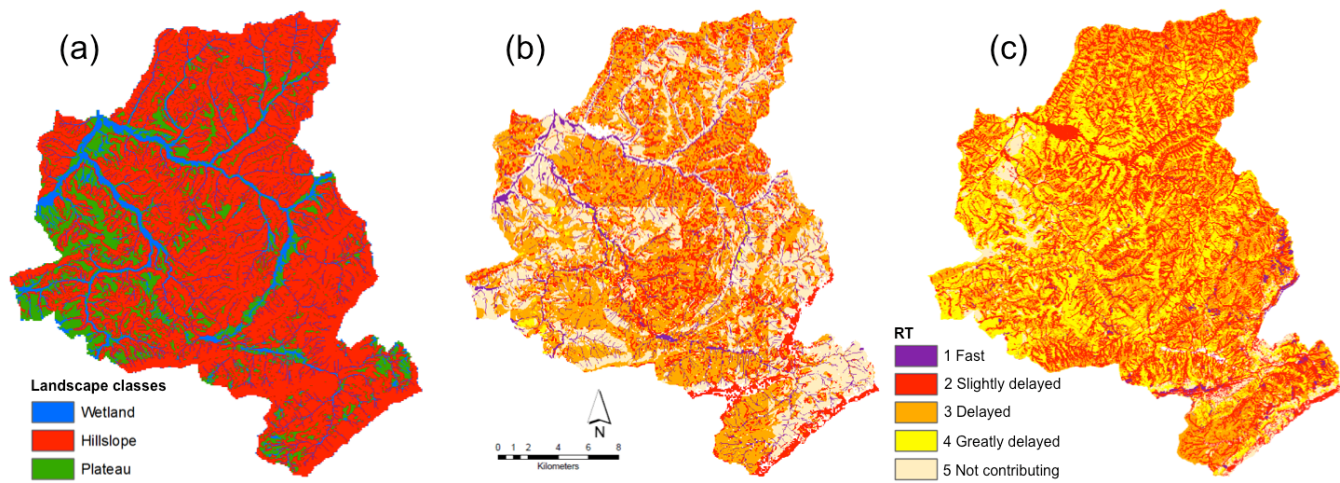 (a)
(b)
(c)
Landscape classes
Wetland
Hillslope
Plateau
N
0 1 2 4 6 8
Kilometers
RT
1 Fast
2 Slightly delayed
3 Delayed
4 Greatly delayed
5 Not contributing